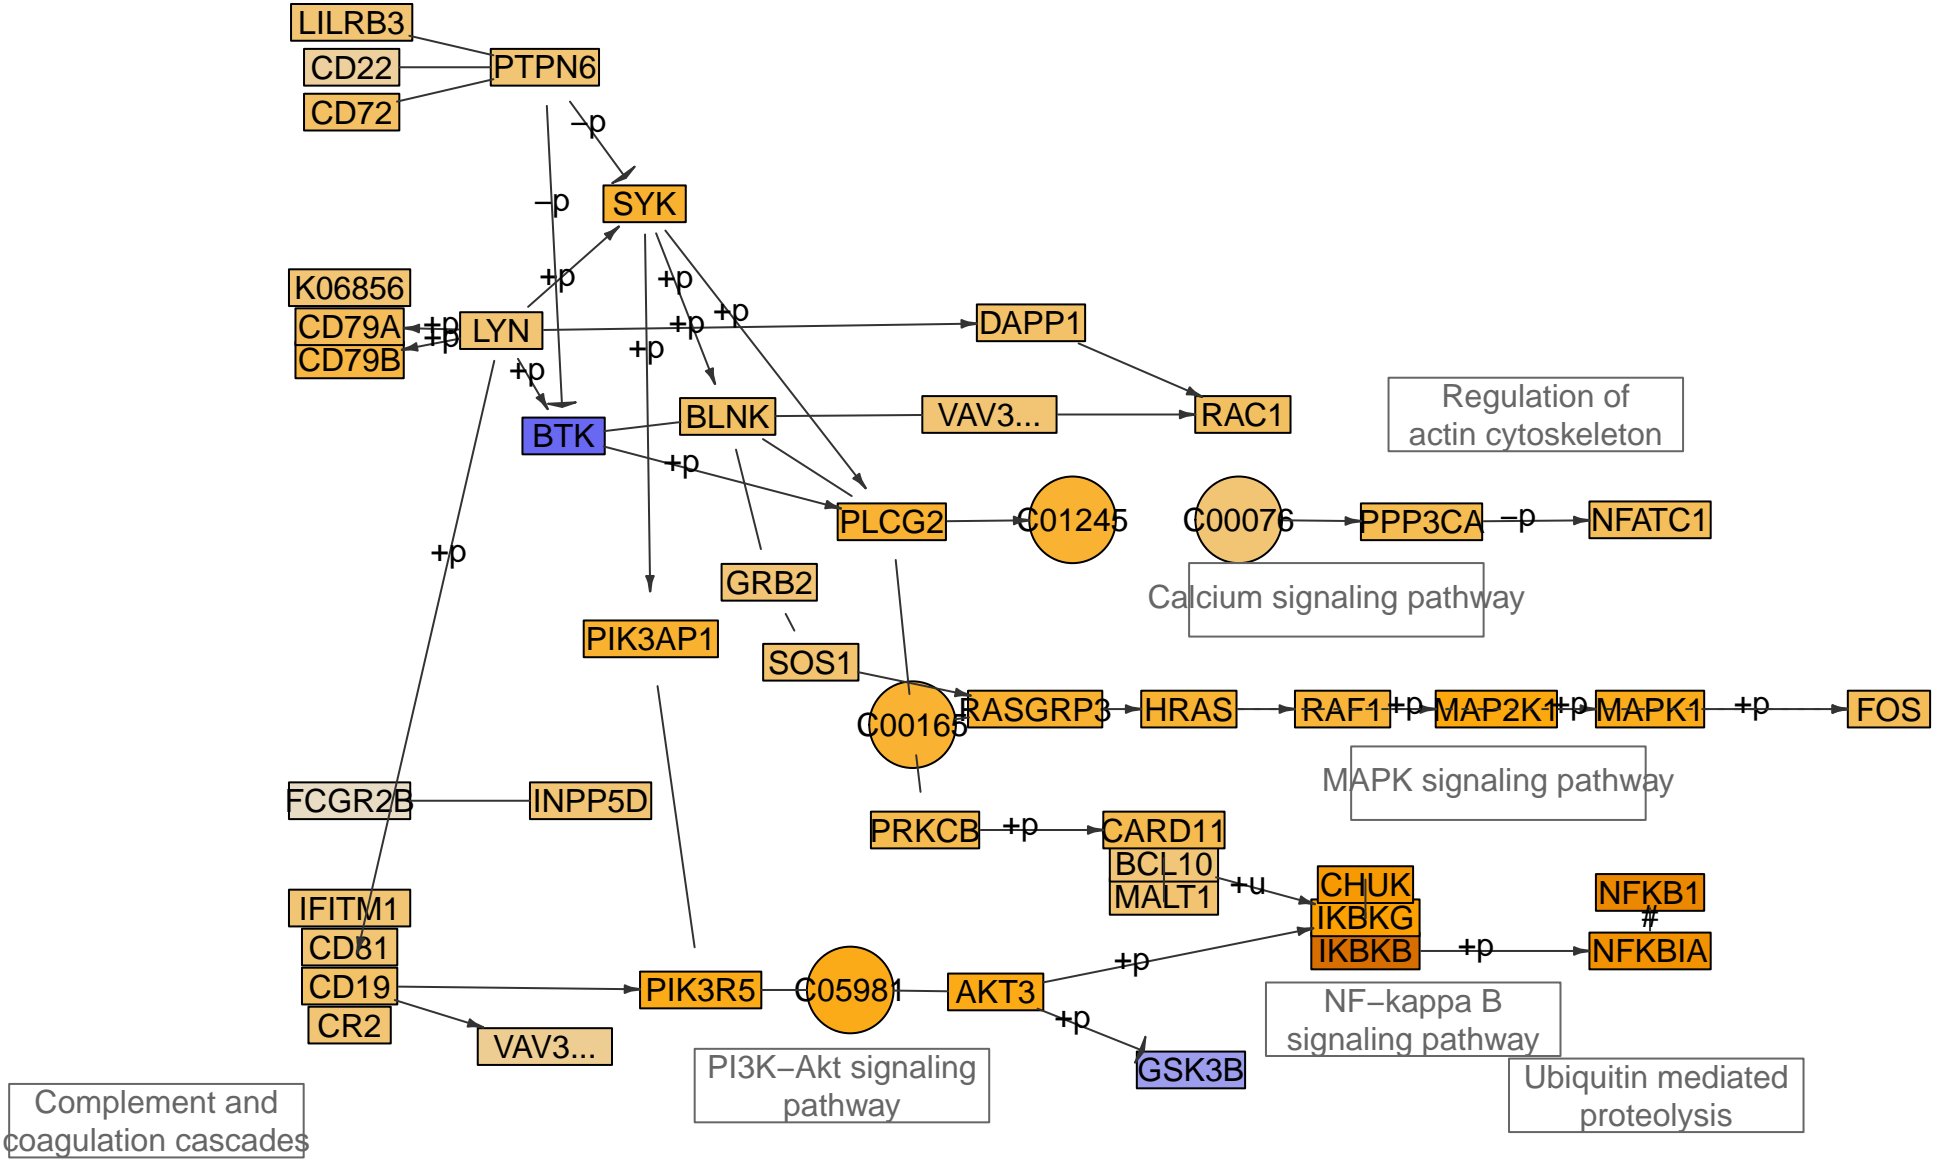 LILRB3
CD22
PTPN6
CD72
−p
SYK
−p
+p
+p
K06856
+p
CD79A
+p
LYN
+p
DAPP1
CD79B
+p
+p
+p
BTK
BLNK
VAV3...
RAC1
Regulation of
actin cytoskeleton
+p
PLCG2
C01245
C00076
PPP3CA
−p
NFATC1
+p
GRB2
Calcium signaling pathway
PIK3AP1
SOS1
C00165
RASGRP3
HRAS
RAF1
+p
MAP2K1
+p
MAPK1
+p
FOS
MAPK signaling pathway
FCGR2B
INPP5D
PRKCB
+p
CARD11
BCL10
MALT1
+u
CHUK
IKBKG
IKBKB
NFKB1
#
+p
NFKBIA
IFITM1
CD81
CD19
CR2
PIK3R5
C05981
AKT3
+p
+p
VAV3...
GSK3B
NF−kappa B
signaling pathway
PI3K−Akt signaling
pathway
Ubiquitin mediated
proteolysis
Complement and
coagulation cascades